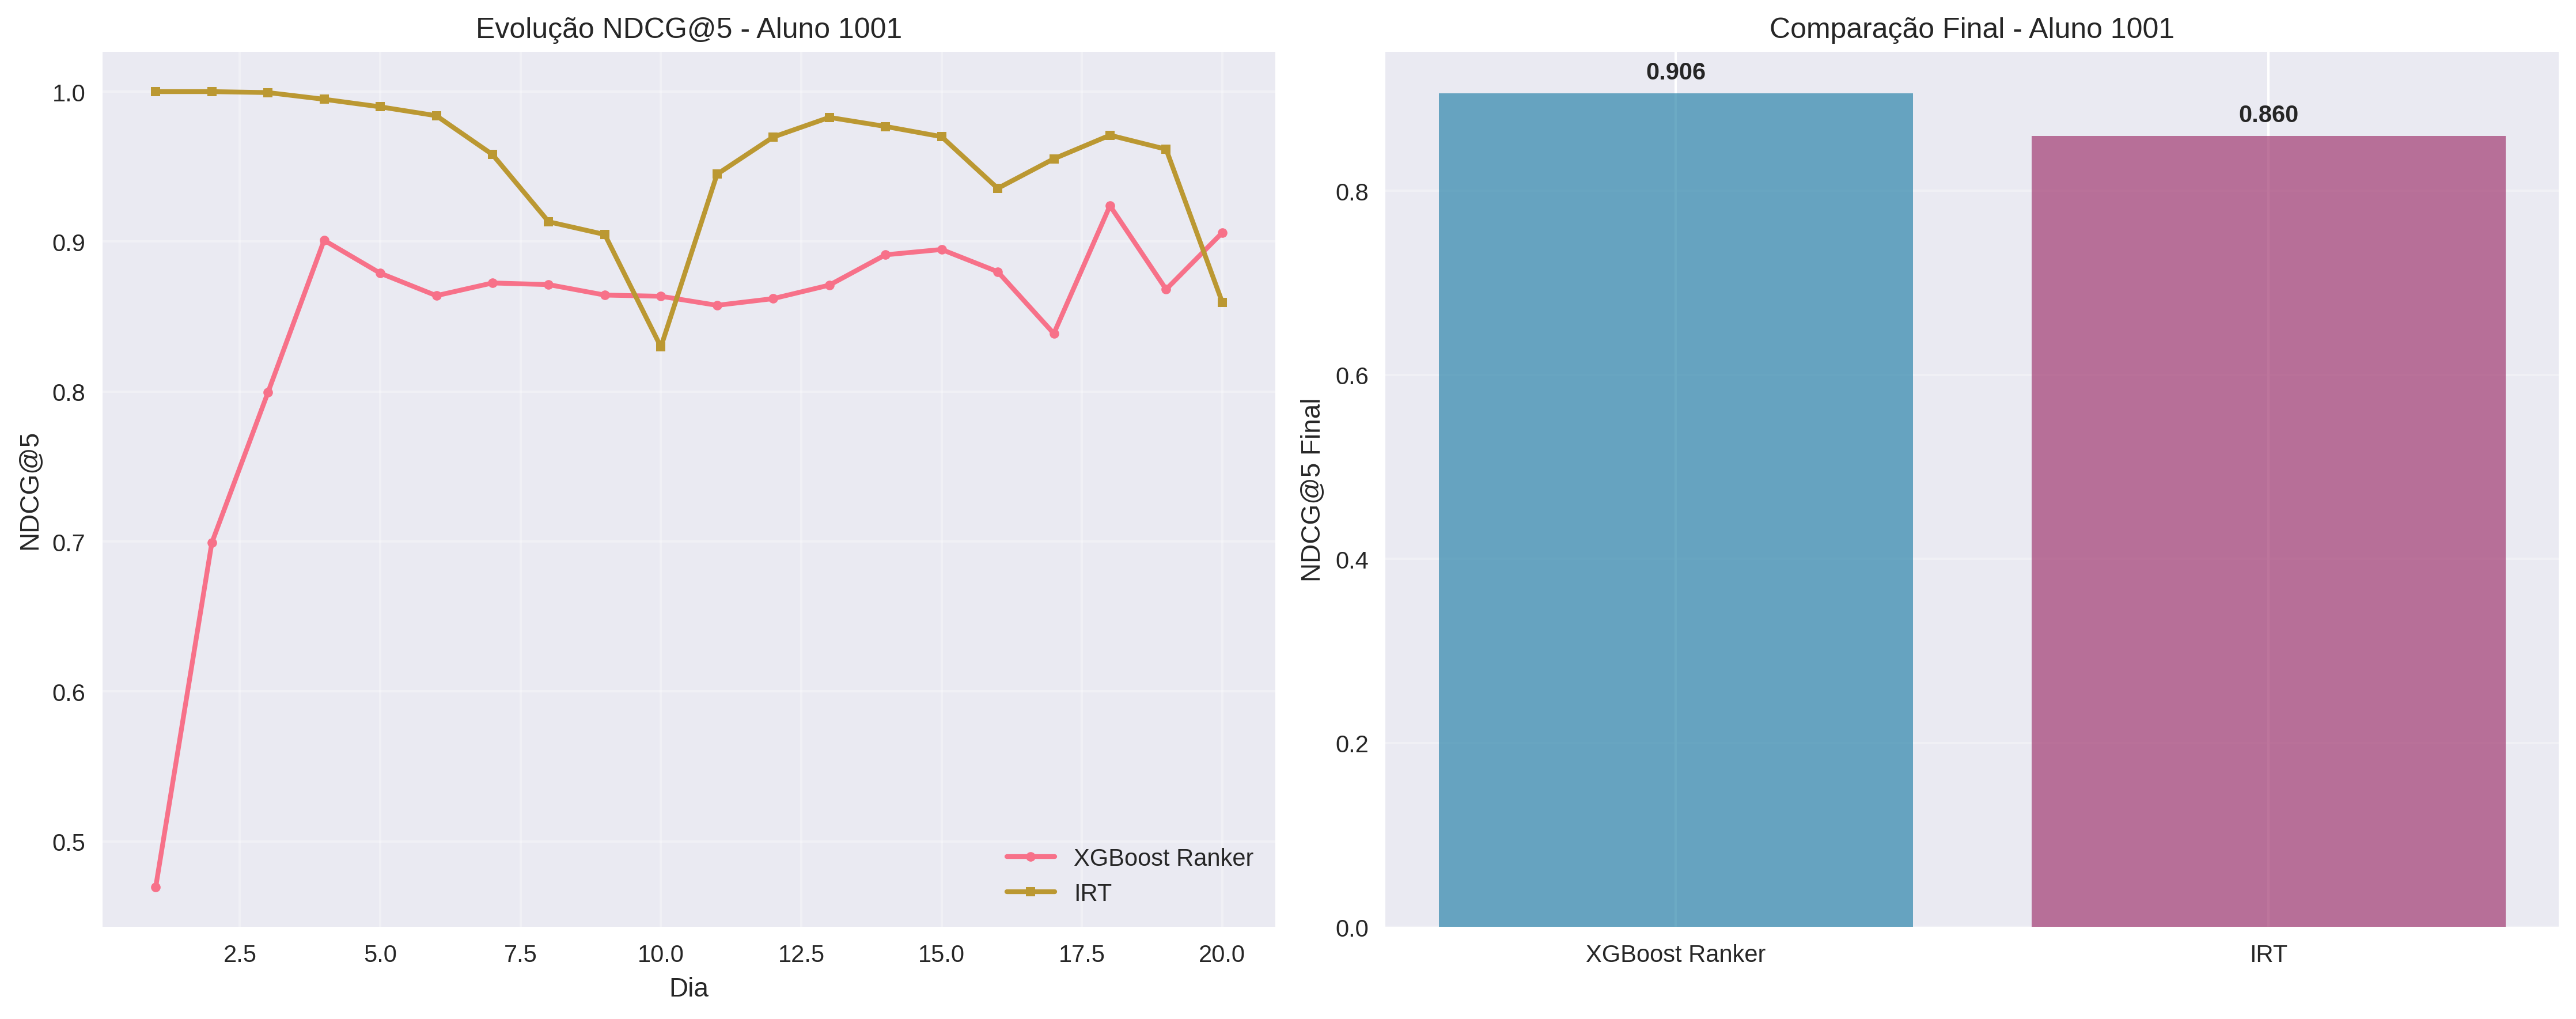 Evolução NDCG@5 - Aluno 1001
NDCG@5
1.0
0.9
0.8
0.7
0.6
0.5
2.5 5.0 7.5 10.0 12.5 15.0 17.5 20.0
Dia
XGBoost Ranker
IRT
Comparação Final - Aluno 1001
NDCG@5 Final
0.8
0.6
0.4
0.2
0.0
0.906
0.860
XGBoost Ranker IRT